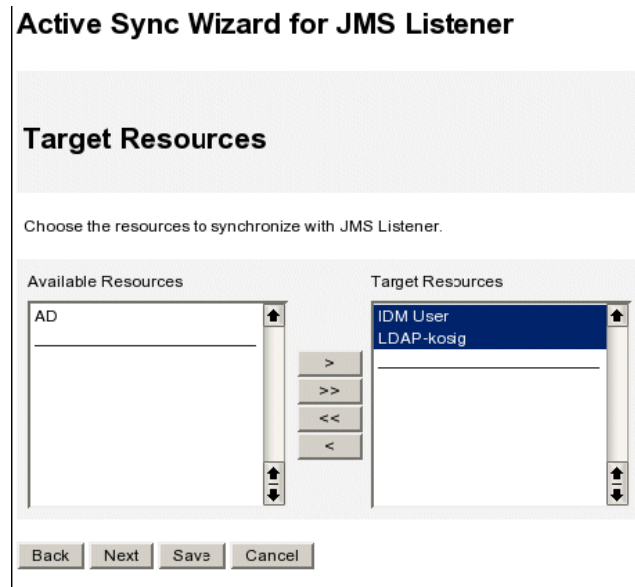 Active Sync Wizard for JMS Listener
Target Resources
Choose the resources to synchronize with JMS Listener.
Available Resources
AD
>
>>
<<
<
Target Resources
IDM User
LDAP-kosig
Back Next Save Cancel